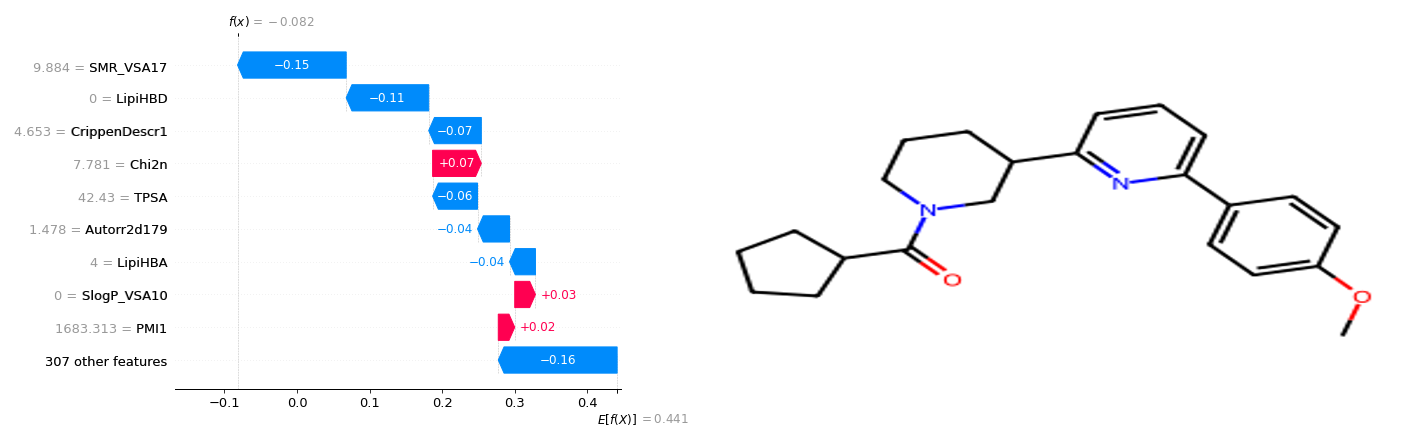 f(x) = −0.082
9.884 = SMR_VSA17
−0.15
0 = LipiHBD
−0.11
4.653 = CrippenDescr1
−0.07
7.781 = Chi2n
+0.07
42.43 = TPSA
−0.06
1.478 = Autorr2d179
−0.04
4 = LipiHBA
−0.04
0 = SlogP_VSA10
+0.03
1683.313 = PMI1
+0.02
307 other features
−0.16
−0.1 0.0 0.1 0.2 0.3 0.4
E[f(X)] = 0.441
N
O
N
O